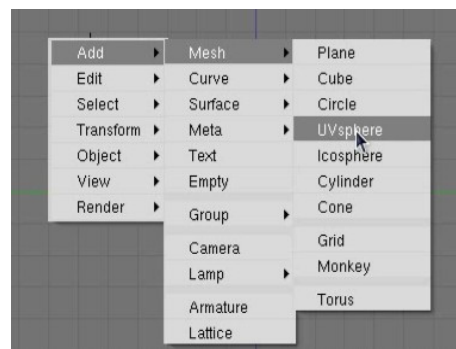 Add
Edit
Select
Transform
Object
View
Render
Mesh
Curve
Surface
Meta
Text
Empty
Group
Camera
Lamp
Armature
Lattice
Plane
Cube
Circle
UVsphere
Icosphere
Cylinder
Cone
Grid
Monkey
Torus